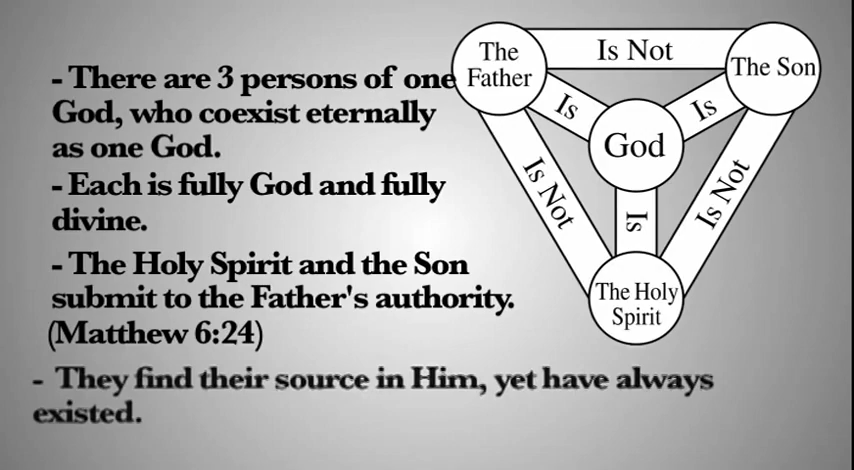 - There are 3 persons of one
God, who coexist eternally
as one God.
- Each is fully God and fully
divine.
- The Holy Spirit and the Son
submit to the Father's authority.
(Matthew 6:24)
- They find their source in Him, yet have always
existed.
The
Father
Is Not
The Son
Is
Is
God
Is Not
Is
Is Not
The Holy
Spirit